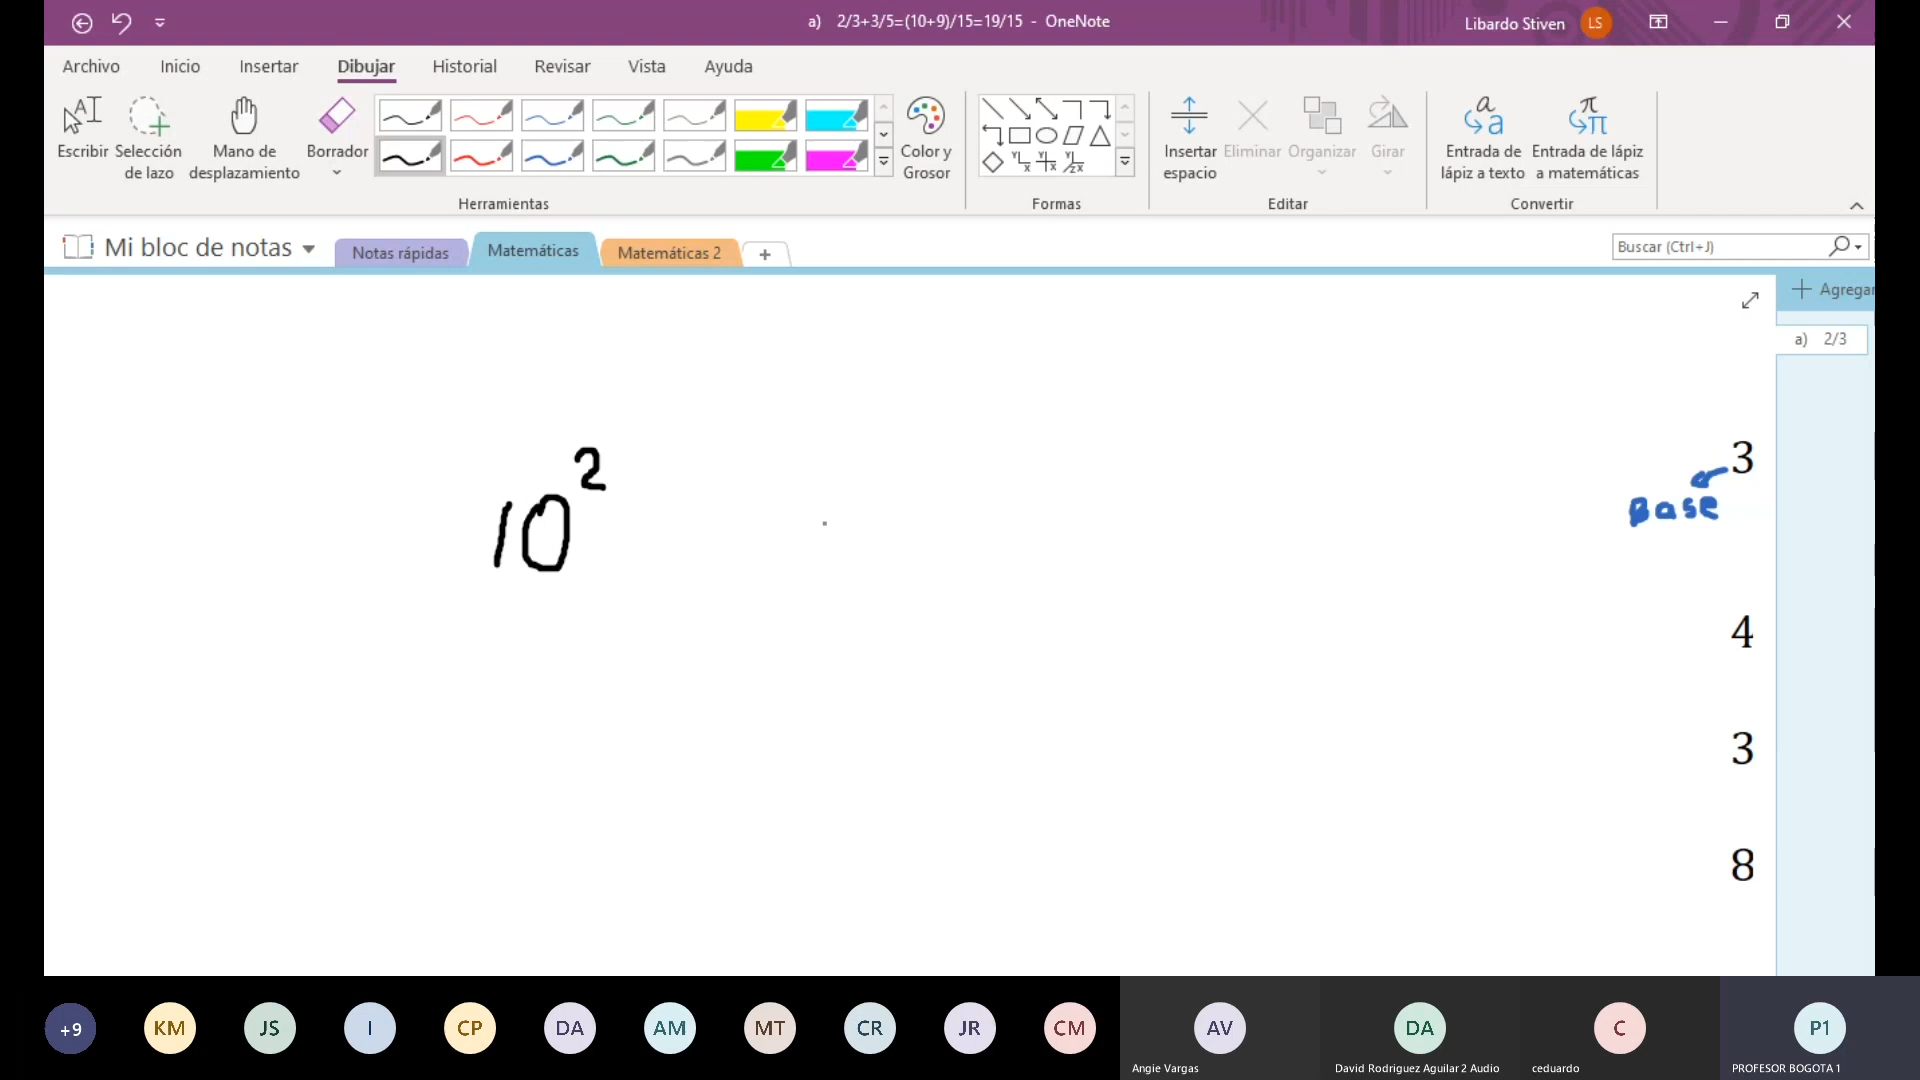 a) 2/3+3/5=(10+9)/15=19/15 - OneNote
Libardo Stiven LS
Archivo Inicio Insertar Dibujar Historial Revisar Vista Ayuda
Escribir
Selección
de lazo
Mano de
desplazamiento
Borrador
Color y
Grosor
Insertar
espacio
Eliminar
Organizar
Girar
Entrada de
lápiz a texto
Entrada de lápiz
a matemáticas
Herramientas Formas Editar Convertir
Mi bloc de notas
Notas rápidas
Matemáticas
Matemáticas 2
Buscar (Ctrl+J)
Agregar
a) 2/3
10²
3
Base
4
3
8
+9 KM JS I CP DA AM MT CR JR CM AV DA C P1
Angie Vargas
David Rodriguez Aguilar 2 Audio
ceduardo
PROFESOR BOGOTA 1